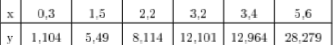 x 0,3 1,5 2,2 3,2 3,4 5,6
y 1,104 5,49 8,114 12,101 12,964 28,279